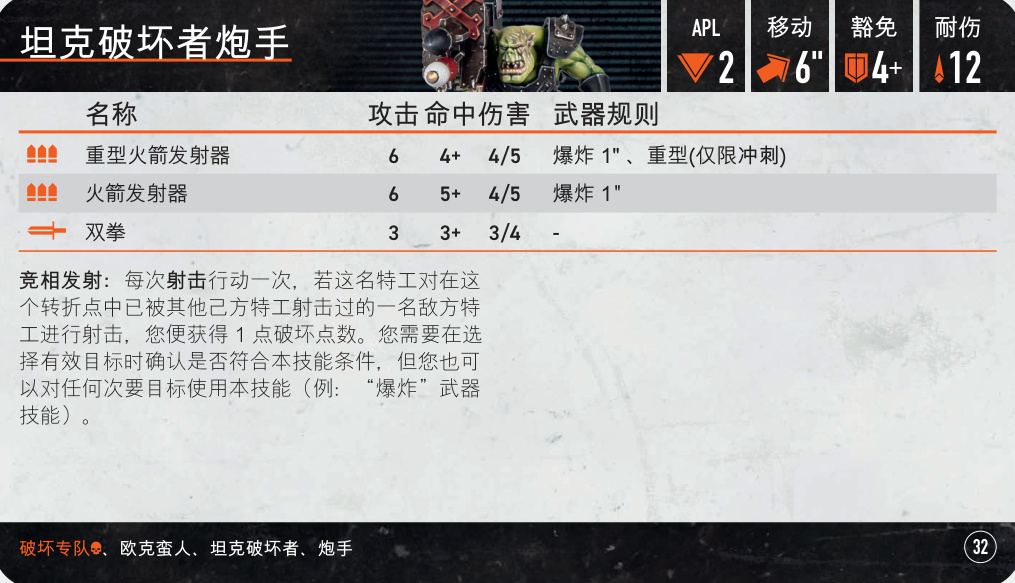 坦克破坏者炮手
APL 移动 豁免 耐伤
2 6" 4+ 12
名称 攻击 命中 伤害 武器规则
重型火箭发射器 6 4+ 4/5 爆炸 1"、重型(仅限冲刺)
火箭发射器 6 5+ 4/5 爆炸 1"
双拳 3 3+ 3/4 -
竞相发射：每次射击行动一次，若这名特工对在这
个转折点中已被其他己方特工射击过的一名敌方特
工进行射击，您便获得 1 点破坏点数。您需要在选
择有效目标时确认是否符合本技能条件，但您也可
以对任何次要目标使用本技能（例：“爆炸”武器
技能）。
破坏专队、欧克蛮人、坦克破坏者、炮手
32